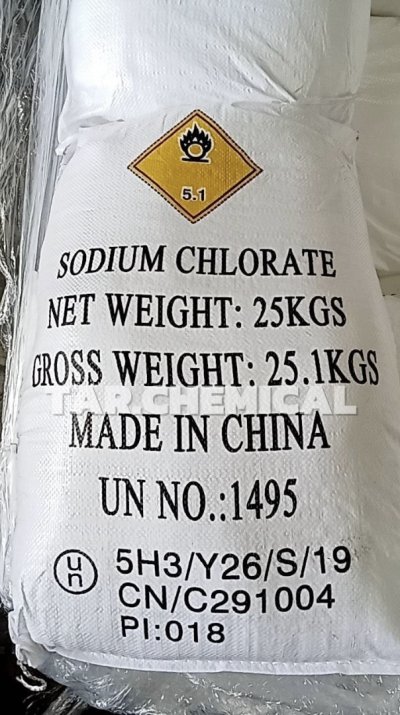 5.1
SODIUM CHLORATE
NET WEIGHT: 25KGS
GROSS WEIGHT: 25.1KGS
TAR CHEMICAL
MADE IN CHINA
UN NO.:1495
un 5H3/Y26/S/19
CN/C291004
PI:018